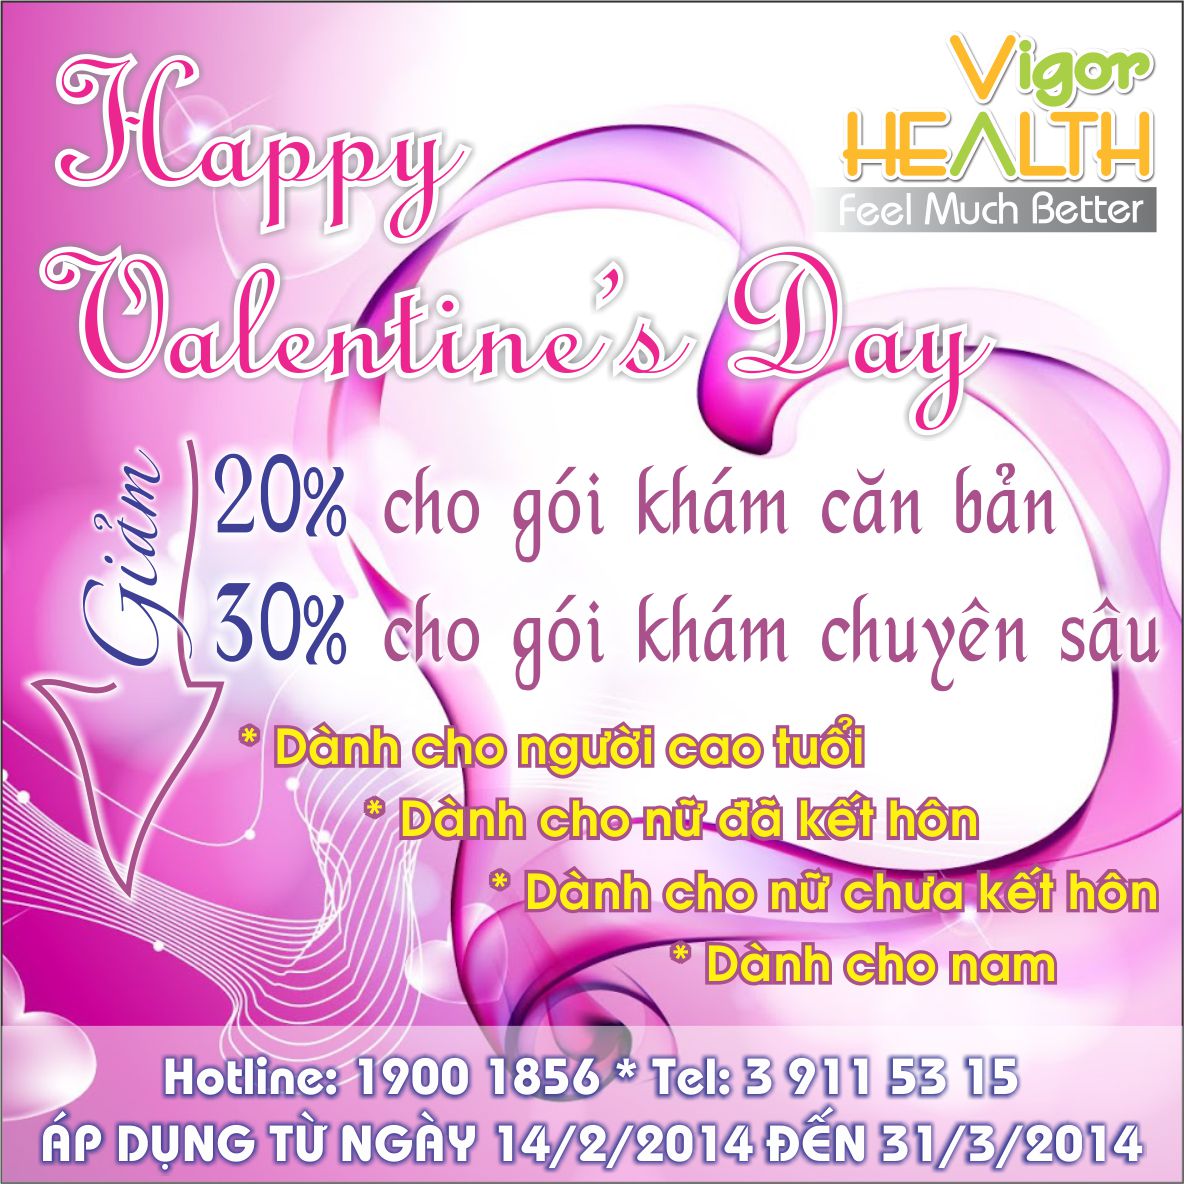 Vigor
HEALTH
Feel Much Better
Happy
Valentine's Day
Giảm
20% cho gói khám căn bản
30% cho gói khám chuyên sâu
* Dành cho người cao tuổi
* Dành cho nữ đã kết hôn
* Dành cho nữ chưa kết hôn
* Dành cho nam
Hotline: 1900 1856 * Tel: 3 911 53 15
ÁP DỤNG TỪ NGÀY 14/2/2014 ĐẾN 31/3/2014